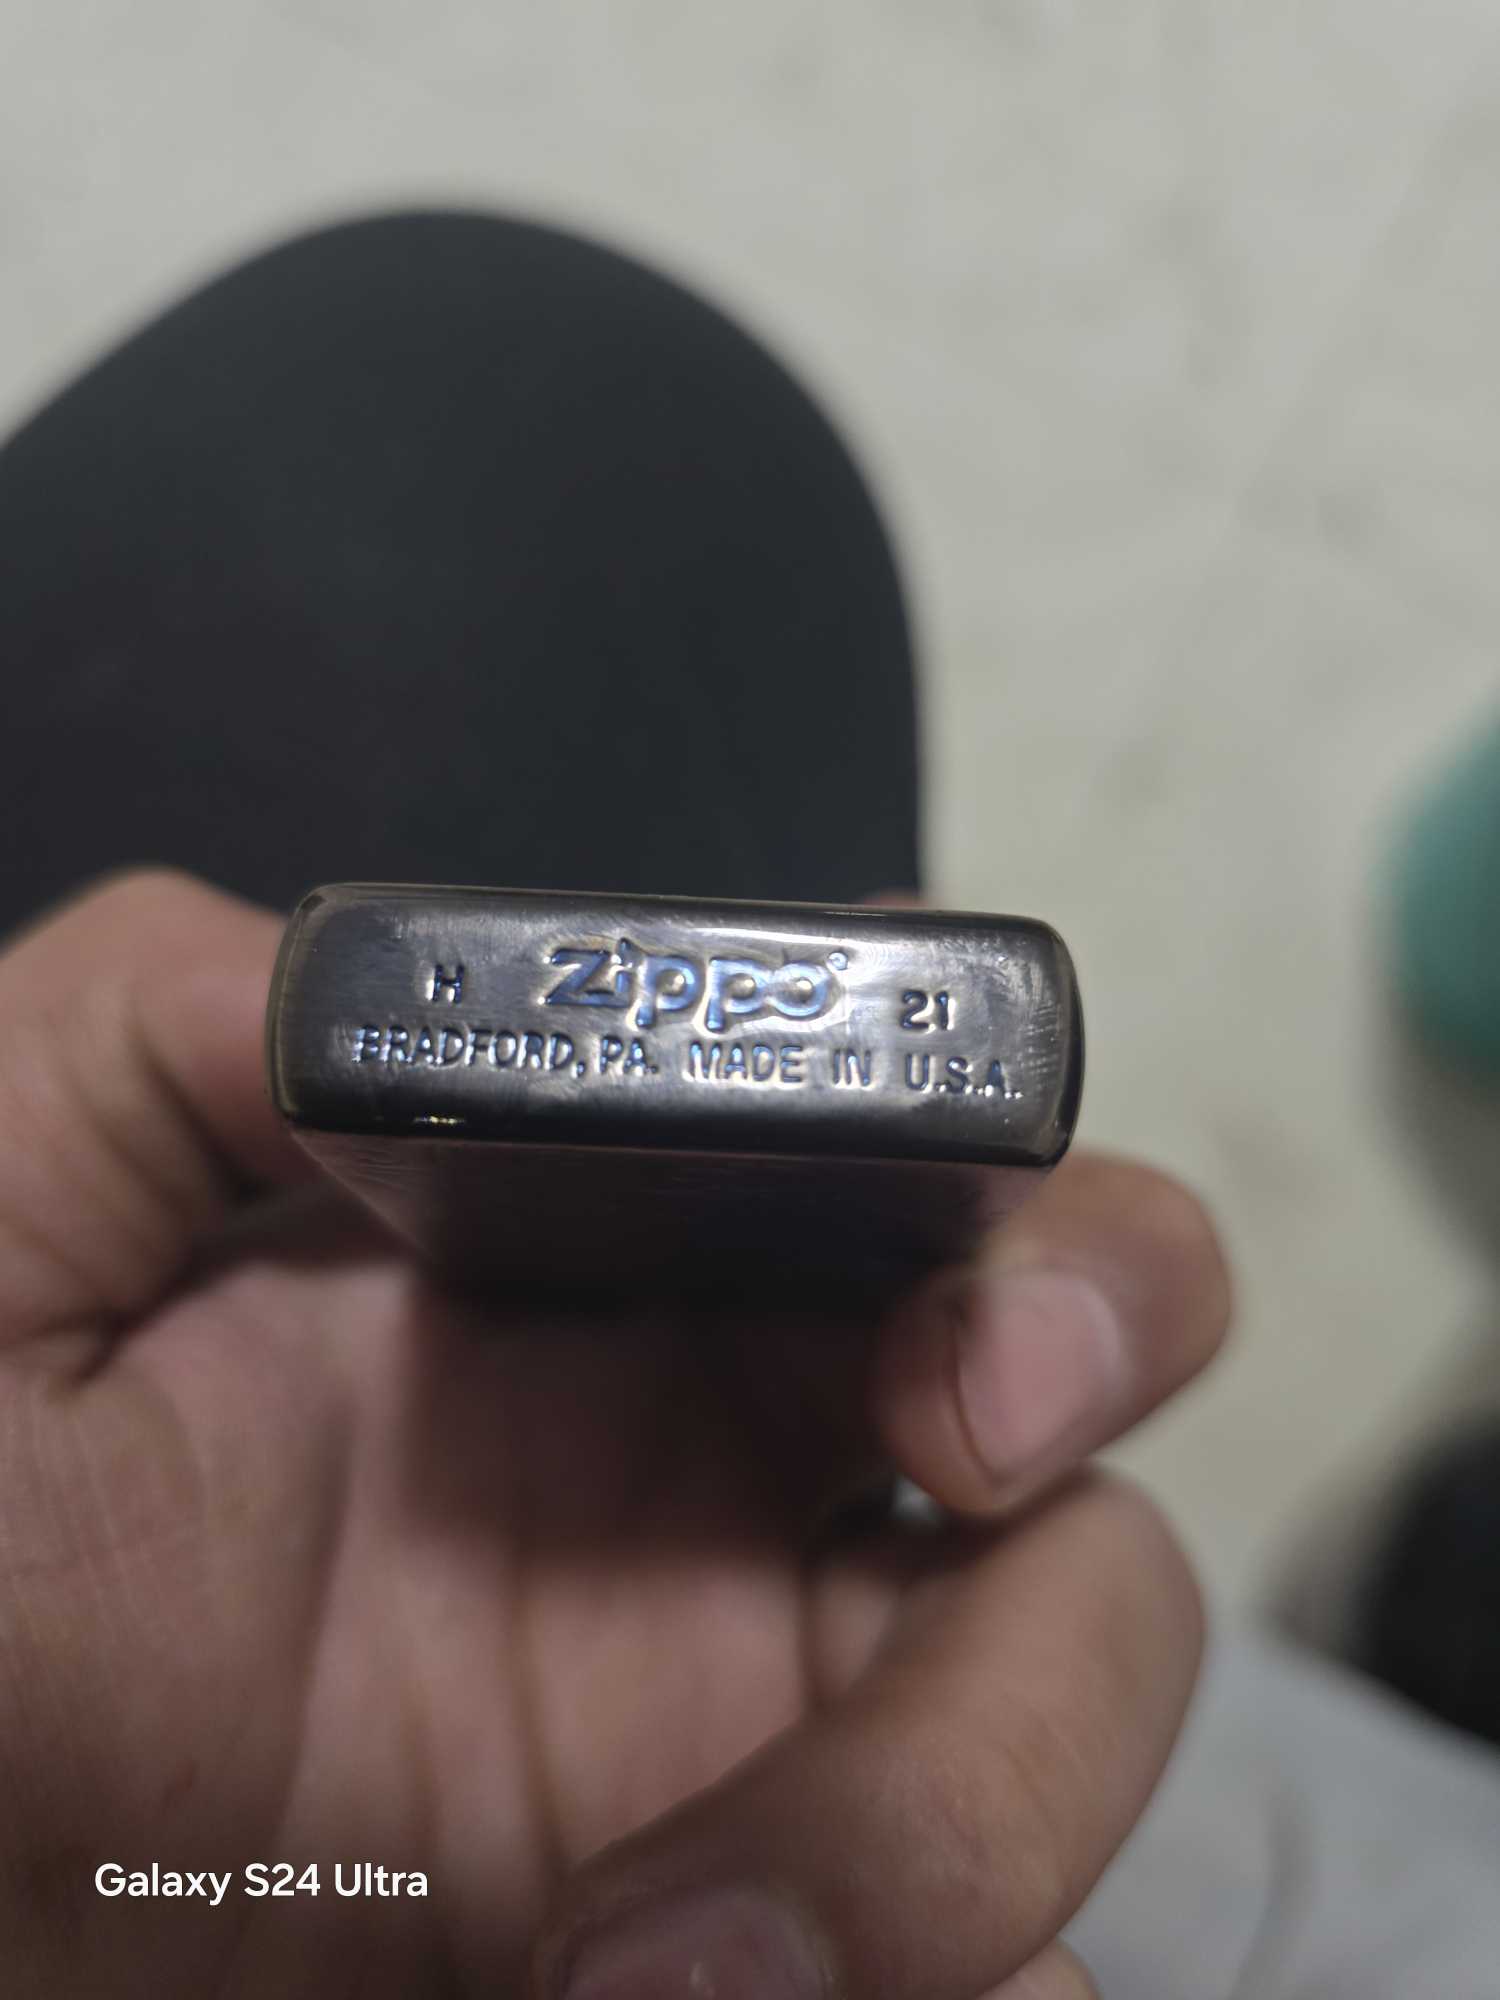 H Zippo® 21
BRADFORD, PA. MADE IN U.S.A.
Galaxy S24 Ultra